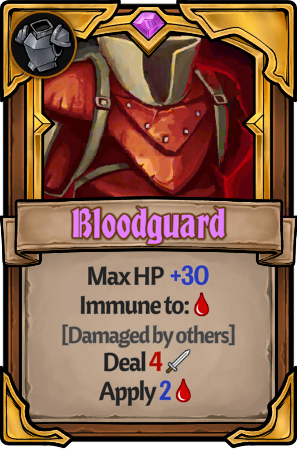 Bloodguard
Max HP +30
Immune to:
[Damaged by others]
Deal 4
Apply 2